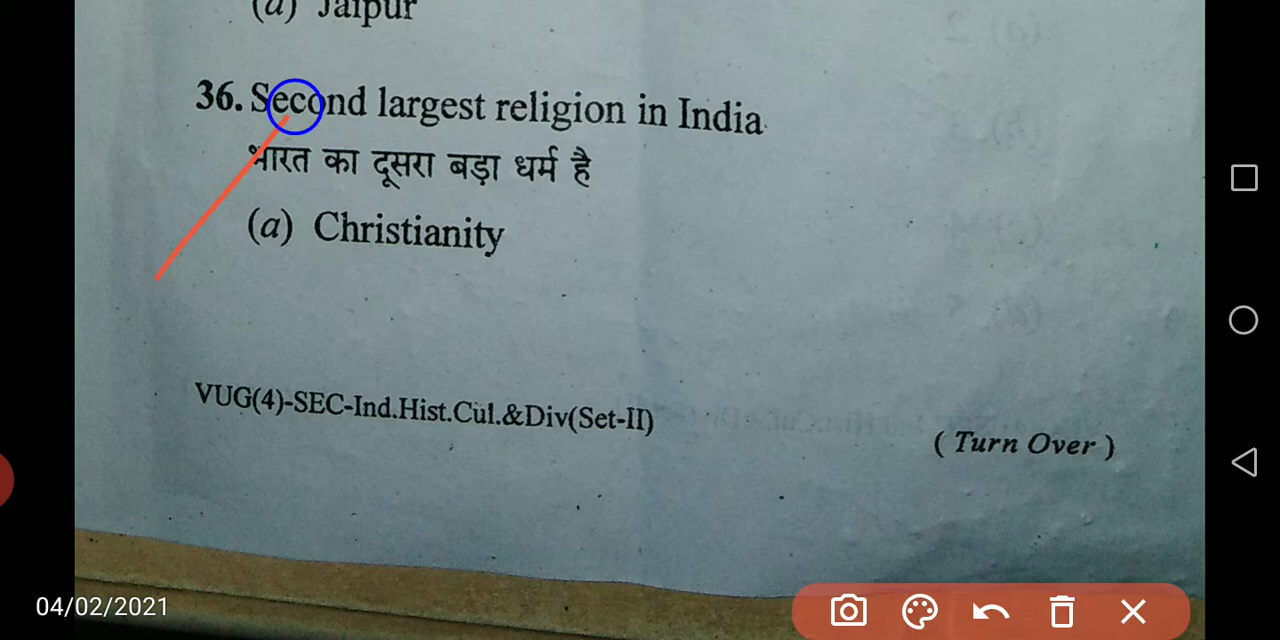 (d) Jaipur
36. Second largest religion in India
भारत का दूसरा बड़ा धर्म है
(a) Christianity
VUG(4)-SEC-Ind.Hist.Cul.&Div(Set-II)
( Turn Over )
04/02/2021